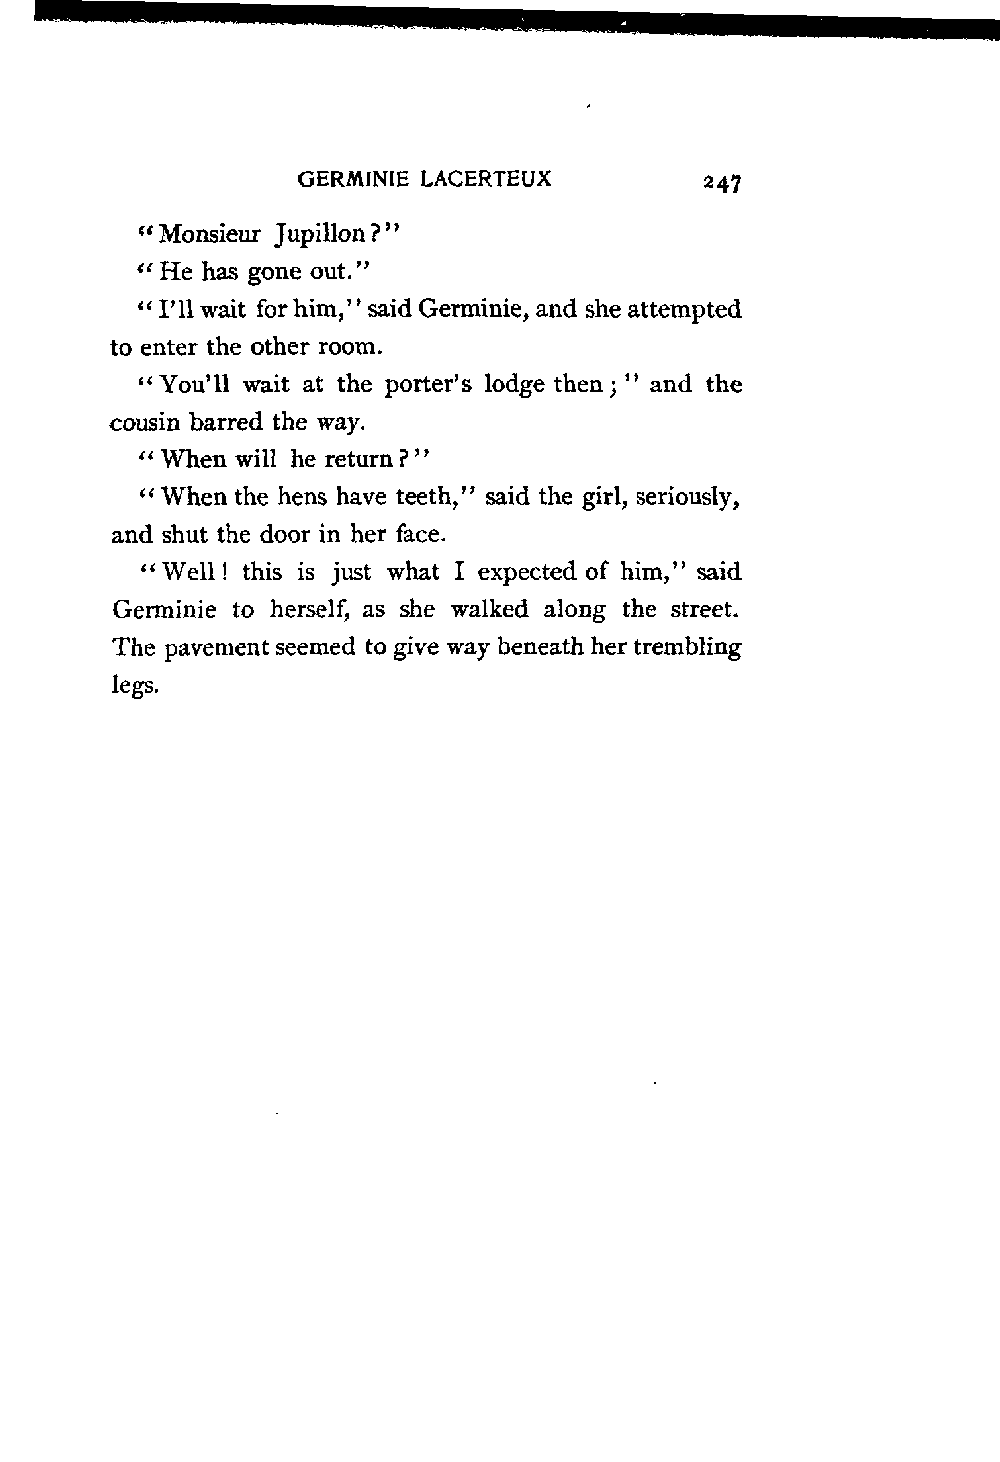 GERMINIE LACERTEUX 247
"Monsieur Jupillon?"
"He has gone out."
"I'll wait for him," said Germinie, and she attempted
to enter the other room.
"You'll wait at the porter's lodge then;" and the
cousin barred the way.
"When will he return?"
"When the hens have teeth," said the girl, seriously,
and shut the door in her face.
"Well! this is just what I expected of him," said
Germinie to herself, as she walked along the street.
The pavement seemed to give way beneath her trembling
legs.